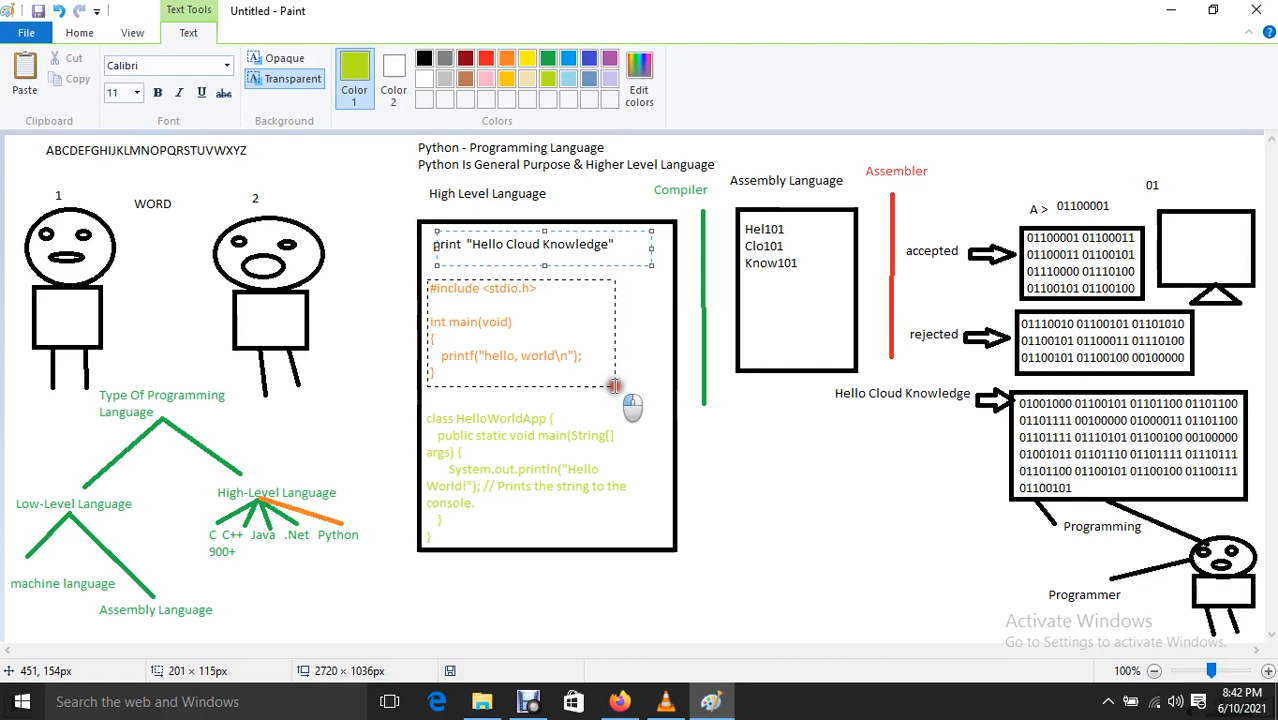 Text Tools
Untitled - Paint
File
Home
View
Text
Paste
Cut
Copy
Clipboard
Calibri
11
B I U abc
Font
Opaque
Transparent
Background
Color 1
Color 2
Edit colors
Colors
ABCDEFGHIJKLMNOPQRSTUVWXYZ
1
WORD
2
Type Of Programming
Language
Low-Level Language
High-Level Language
C C++ Java .Net Python
900+
machine language
Assembly Language
Python - Programming Language
Python Is General Purpose & Higher Level Language
High Level Language
print "Hello Cloud Knowledge"
#include <stdio.h>
int main(void)
{
printf("hello, world\n");
}
class HelloWorldApp {
public static void main(String[]
args) {
System.out.println("Hello
World!"); // Prints the string to the
console.
}
}
Compiler
Assembly Language
Hel101
Clo101
Know101
Assembler
01
A > 01100001
accepted
01100001 01100011
01100011 01100101
01110000 01110100
01100101 01100100
rejected
01110010 01100101 01101010
01100101 01100011 01110100
01100101 01100100 00100000
Hello Cloud Knowledge
01001000 01100101 01101100 01101100
01101111 00100000 01000011 01101100
01101111 01110101 01100100 00100000
01001011 01101110 01101111 01110111
01101100 01100101 01100100 01100111
01100101
Programming
Programmer
Activate Windows
Go to Settings to activate Windows.
451, 154px
201 × 115px
2720 × 1036px
100%
Search the web and Windows
8:42 PM
6/10/2021